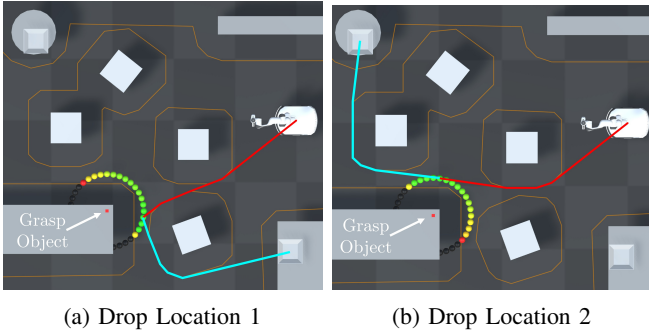 Grasp
Object
Grasp
Object
(a) Drop Location 1
(b) Drop Location 2